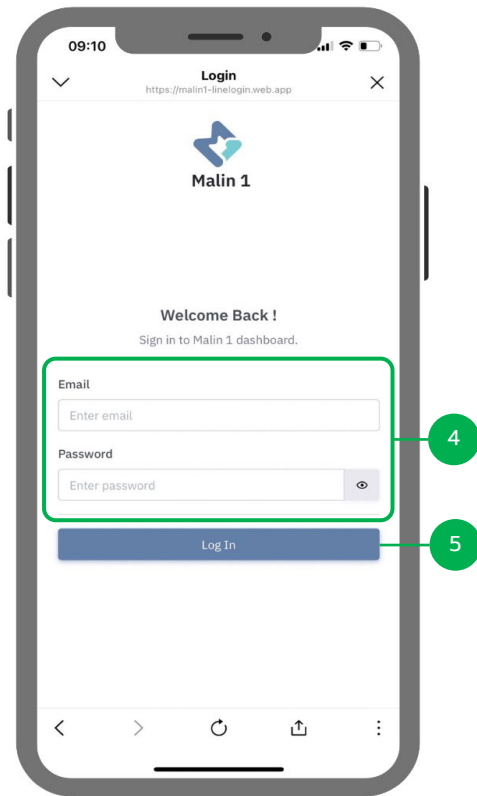 09:10
Login
https://malin1-linelogin.web.app
Malin 1
Welcome Back !
Sign in to Malin 1 dashboard.
Email
Enter email
4
Password
Enter password
Log In
5